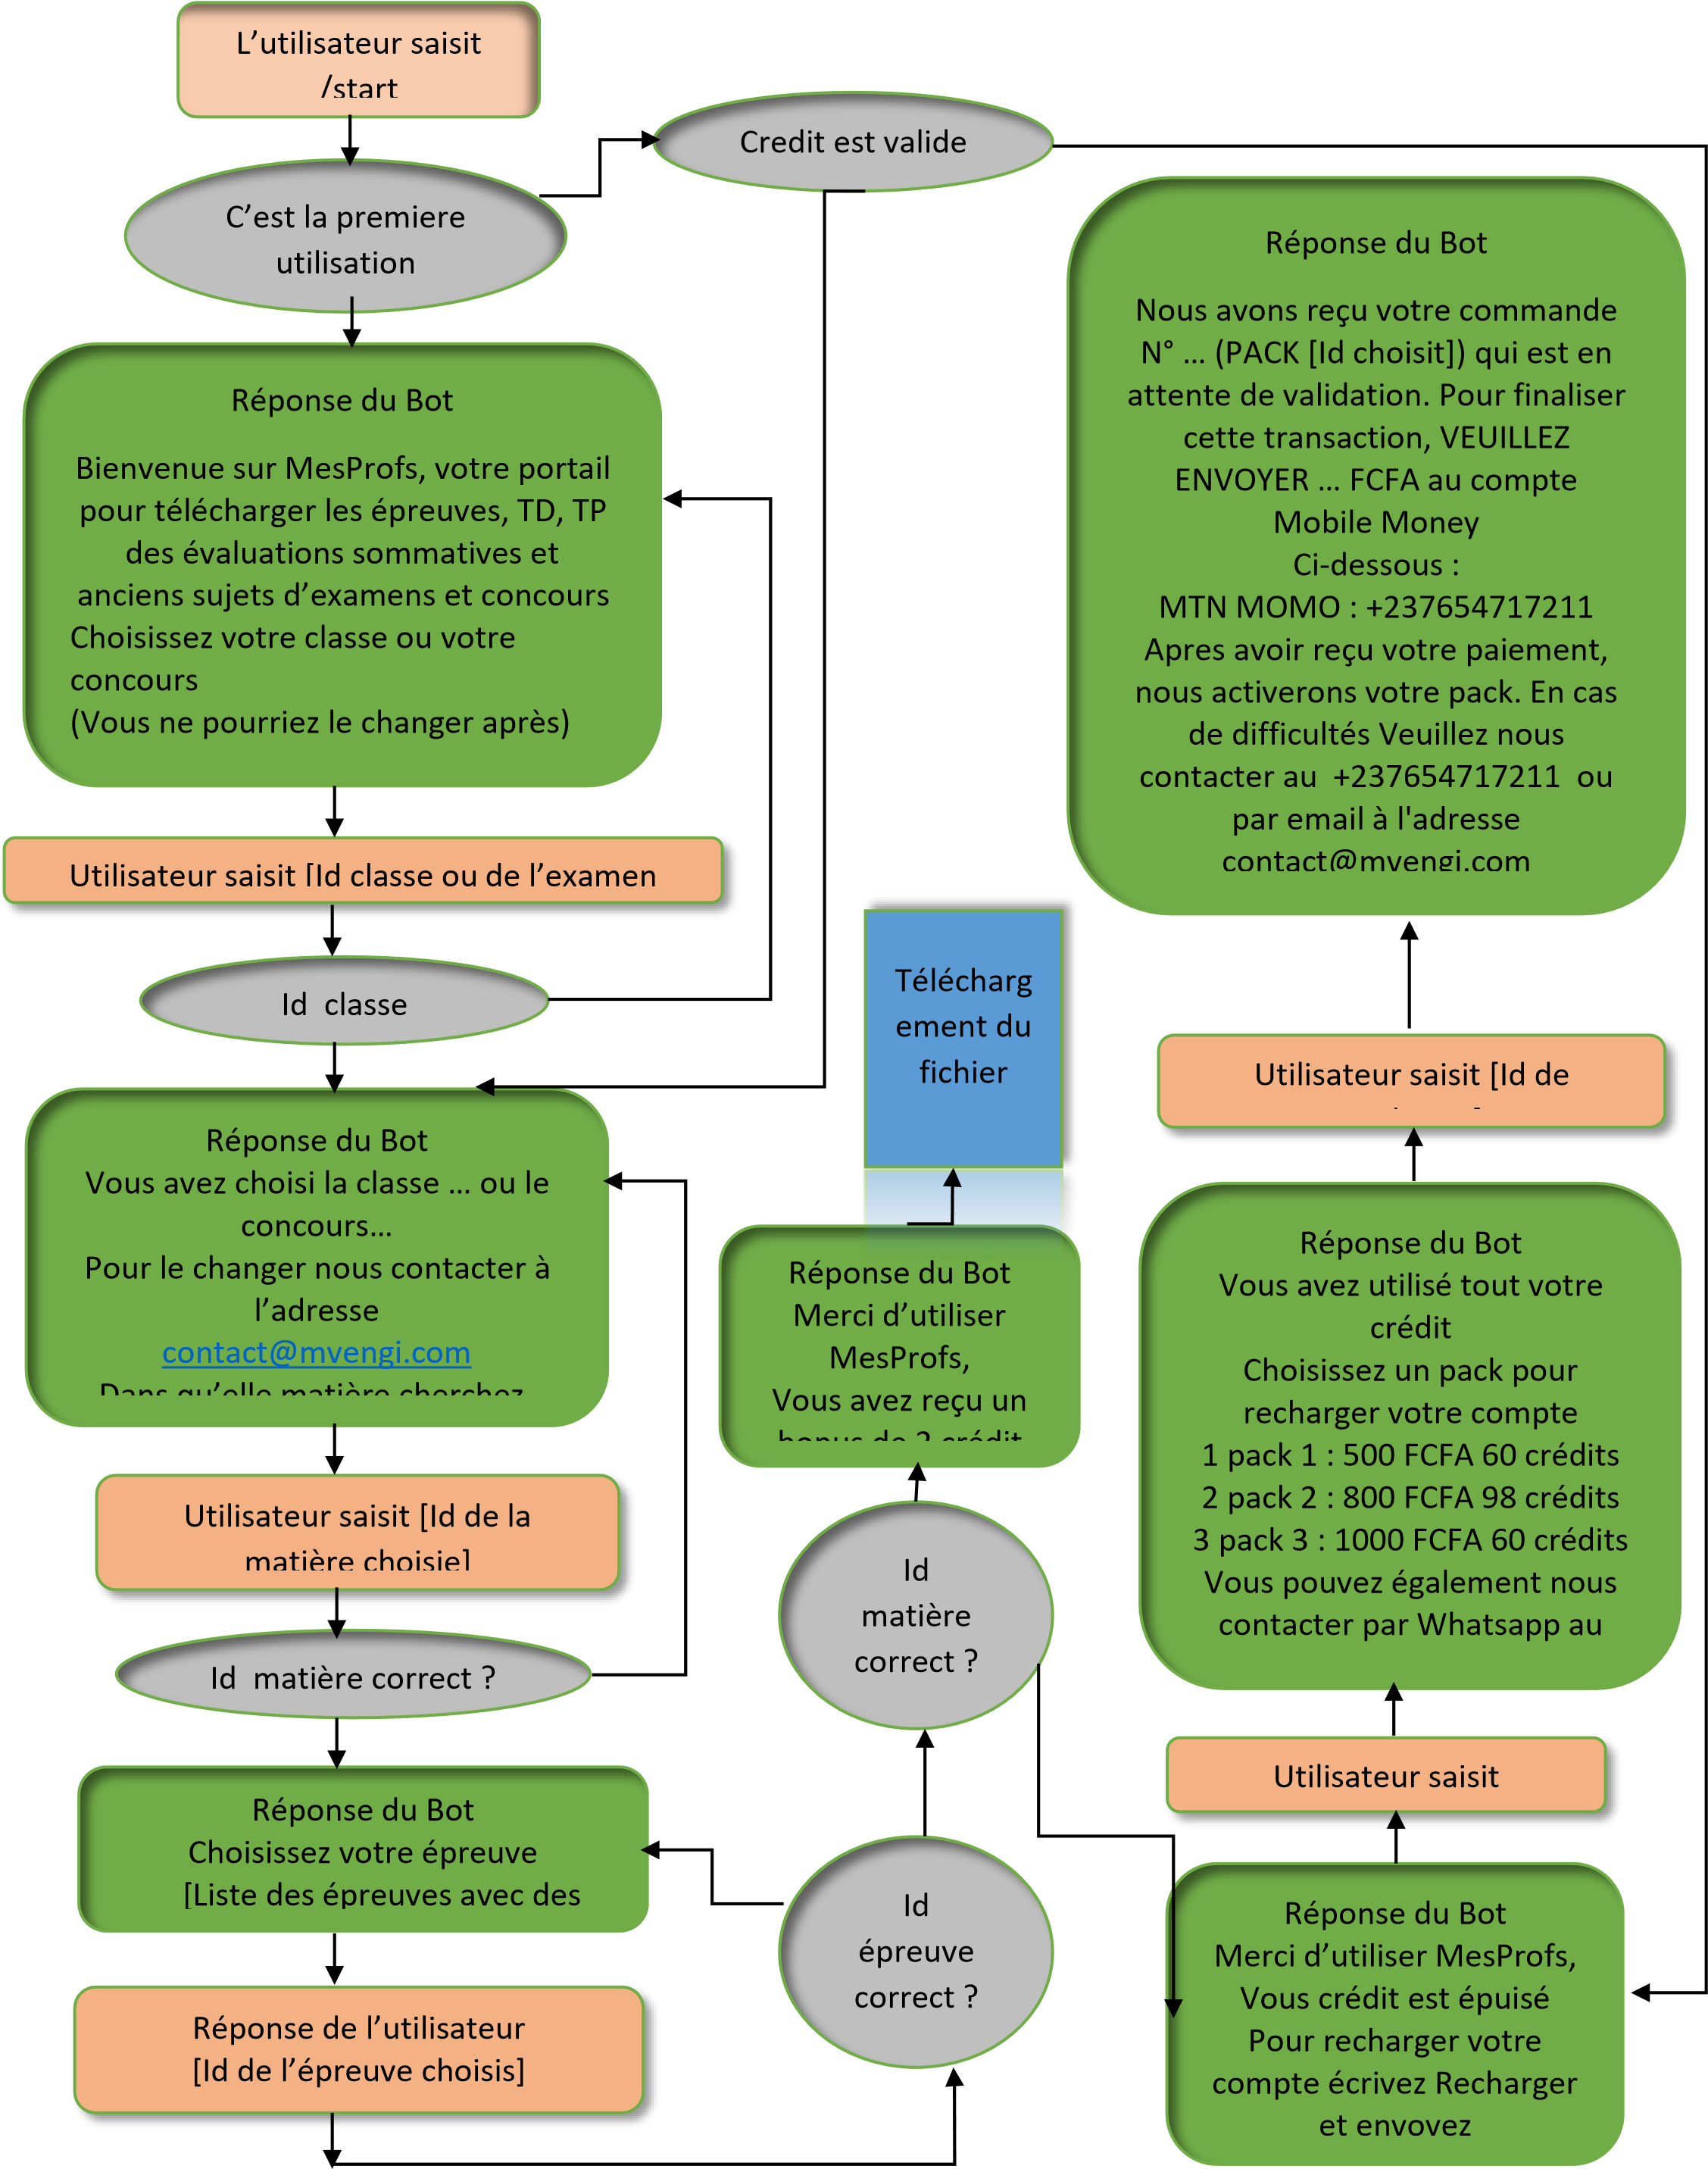 L’utilisateur saisit
/start
C’est la premiere
utilisation
Credit est valide
Réponse du Bot
Bienvenue sur MesProfs, votre portail
pour télécharger les épreuves, TD, TP
des évaluations sommatives et
anciens sujets d’examens et concours
Choisissez votre classe ou votre
concours
(Vous ne pourriez le changer après)
Utilisateur saisit [Id classe ou de l’examen
Id classe
Réponse du Bot
Vous avez choisi la classe ... ou le
concours...
Pour le changer nous contacter à
l’adresse
contact@mvengi.com
Dans qu’elle matière cherchez
Utilisateur saisit [Id de la
matière choisie]
Id matière correct ?
Réponse du Bot
Choisissez votre épreuve
[Liste des épreuves avec des
Réponse de l’utilisateur
[Id de l’épreuve choisis]
Id
épreuve
correct ?
Id
matière
correct ?
Réponse du Bot
Merci d’utiliser
MesProfs,
Vous avez reçu un
bonus de 2 crédit
Télécharg
ement du
fichier
Réponse du Bot
Nous avons reçu votre commande
N° ... (PACK [Id choisit]) qui est en
attente de validation. Pour finaliser
cette transaction, VEUILLEZ
ENVOYER ... FCFA au compte
Mobile Money
Ci-dessous :
MTN MOMO : +237654717211
Apres avoir reçu votre paiement,
nous activerons votre pack. En cas
de difficultés Veuillez nous
contacter au +237654717211 ou
par email à l'adresse
contact@mvengi.com
Utilisateur saisit [Id de
Réponse du Bot
Vous avez utilisé tout votre
crédit
Choisissez un pack pour
recharger votre compte
1 pack 1 : 500 FCFA 60 crédits
2 pack 2 : 800 FCFA 98 crédits
3 pack 3 : 1000 FCFA 60 crédits
Vous pouvez également nous
contacter par Whatsapp au
Utilisateur saisit
Réponse du Bot
Merci d’utiliser MesProfs,
Vous crédit est épuisé
Pour recharger votre
compte écrivez Recharger
et envoyez